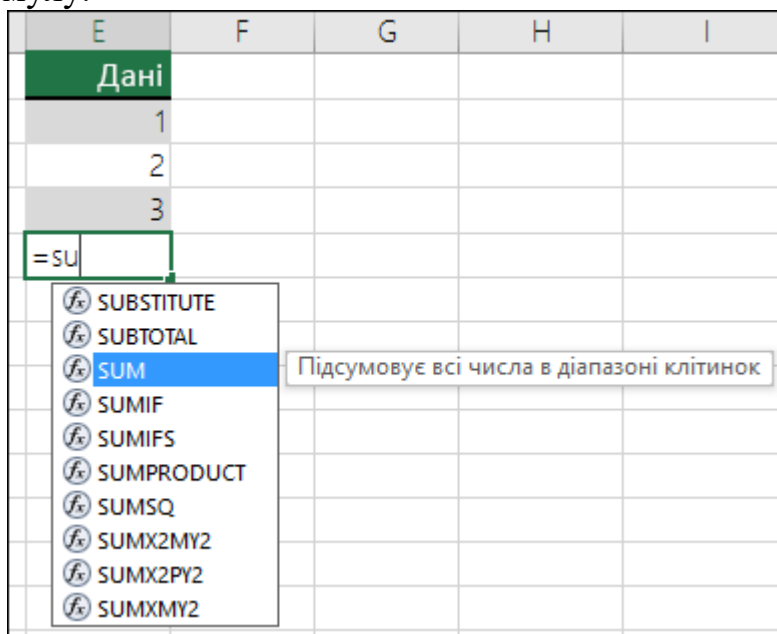 E F G H I
Дані
1
2
3
=su
SUBSTITUTE
SUBTOTAL
SUM Підсумовує всі числа в діапазоні клітинок
SUMIF
SUMIFS
SUMPRODUCT
SUMSQ
SUMX2MY2
SUMX2PY2
SUMXMY2